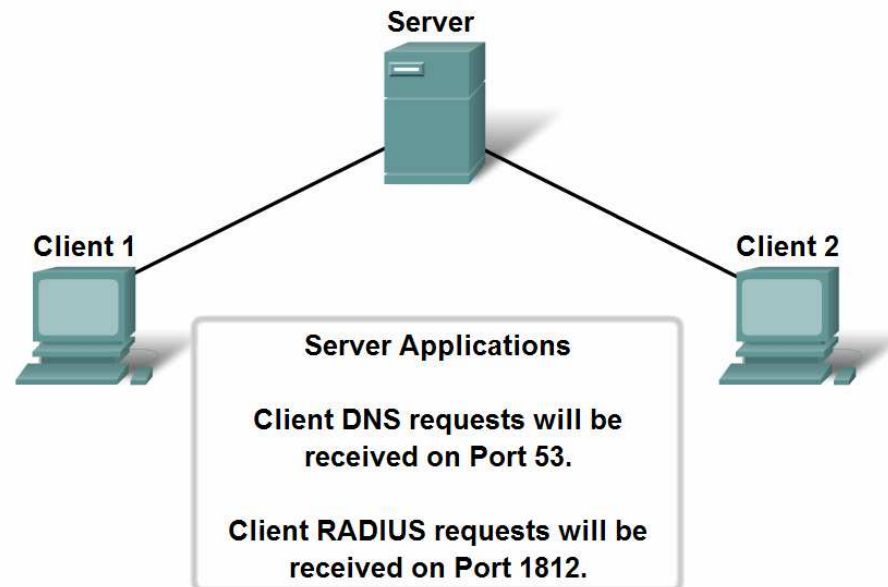 Server
Client 1
Client 2
Server Applications
Client DNS requests will be
received on Port 53.
Client RADIUS requests will be
received on Port 1812.